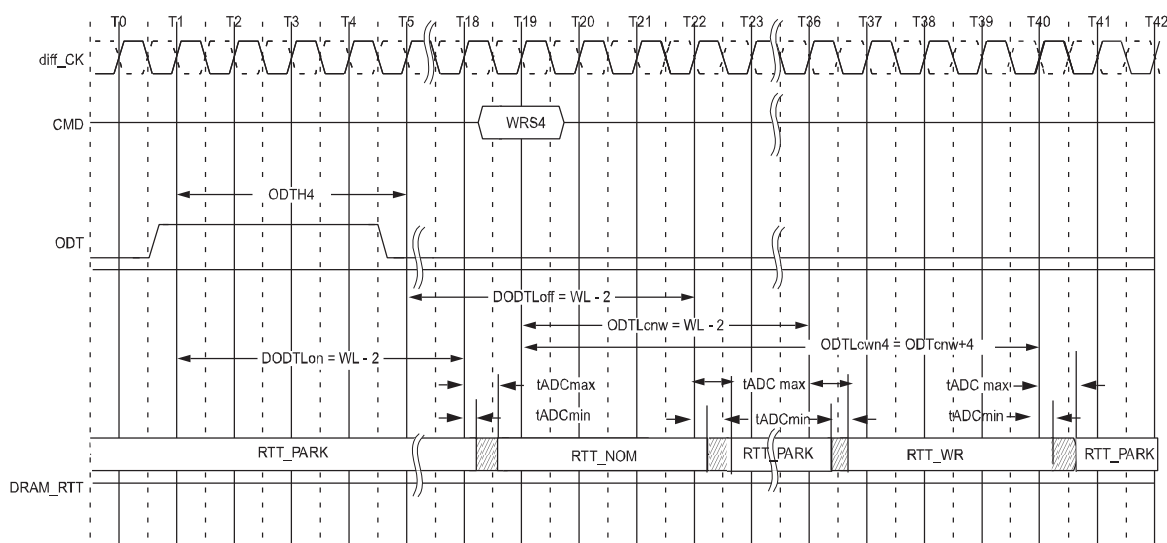 T0 T1 T2 T3 T4 T5 T18 T19 T20 T21 T22 T23 T36 T37 T38 T39 T40 T41 T42
diff_CK
CMD WRS4
ODTH4
ODT
DODTLoff = WL - 2
ODTLcnw = WL - 2
ODTLcwn4 = ODTcnw+4
DODTLon = WL - 2
tADCmax tADC max tADC max
tADCmin tADCmin tADCmin
RTT_PARK RTT_NOM RTT_PARK RTT_WR RTT_PARK
DRAM_RTT